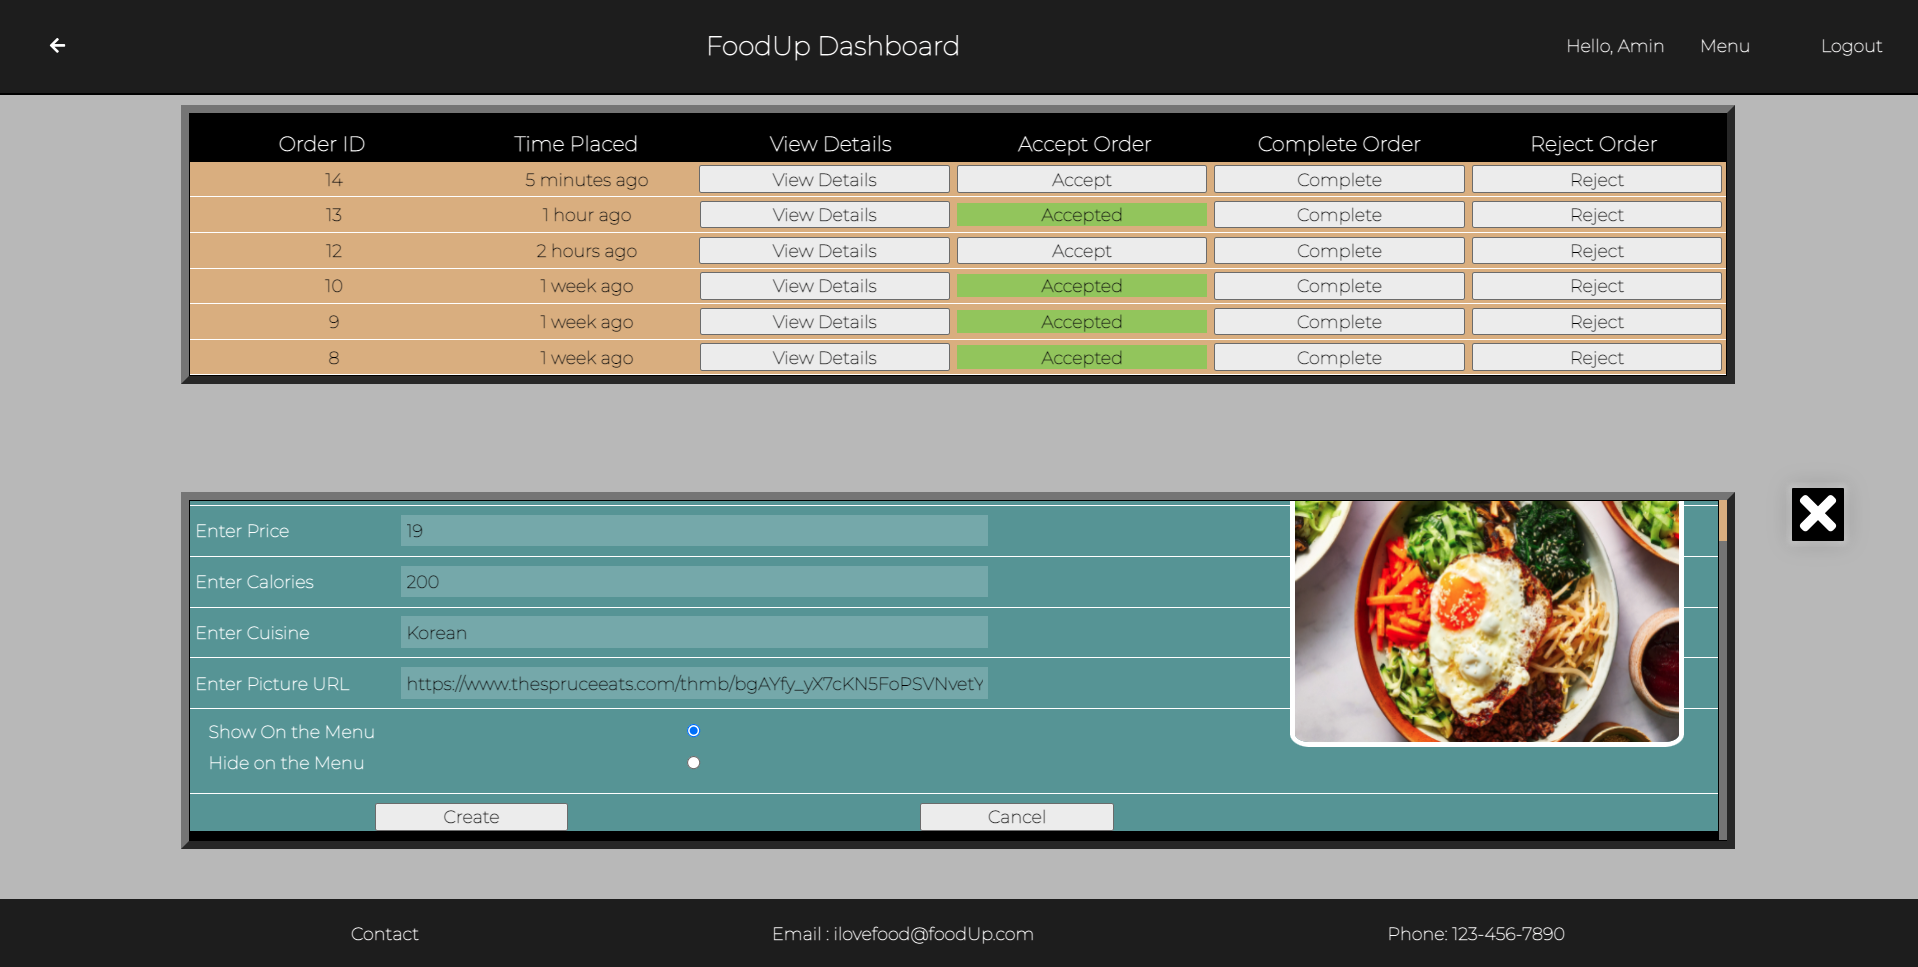 FoodUp Dashboard
Hello, Amin
Menu
Logout
Order ID Time Placed View Details Accept Order Complete Order Reject Order
14 5 minutes ago View Details Accept Complete Reject
13 1 hour ago View Details Accepted Complete Reject
12 2 hours ago View Details Accept Complete Reject
10 1 week ago View Details Accepted Complete Reject
9 1 week ago View Details Accepted Complete Reject
8 1 week ago View Details Accepted Complete Reject
Enter Price 19
Enter Calories 200
Enter Cuisine Korean
Enter Picture URL https://www.thespruceeats.com/thmb/bgAYfy_yX7cKN5FoPSVNvetY
Show On the Menu
Hide on the Menu
Create Cancel
Contact Email : ilovefood@foodUp.com Phone: 123-456-7890